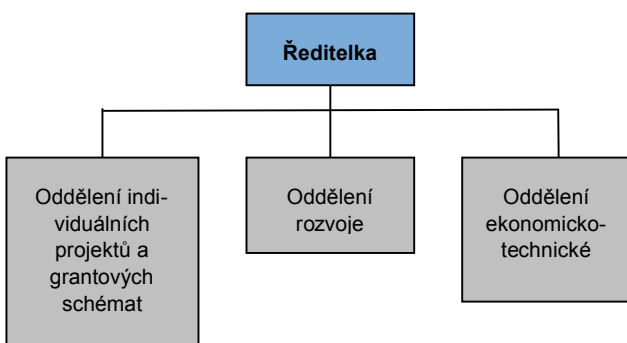 Ředitelka
Oddělení indi-
viduálních
projektů a
grantových
schémat
Oddělení
rozvoje
Oddělení
ekonomicko-
technické